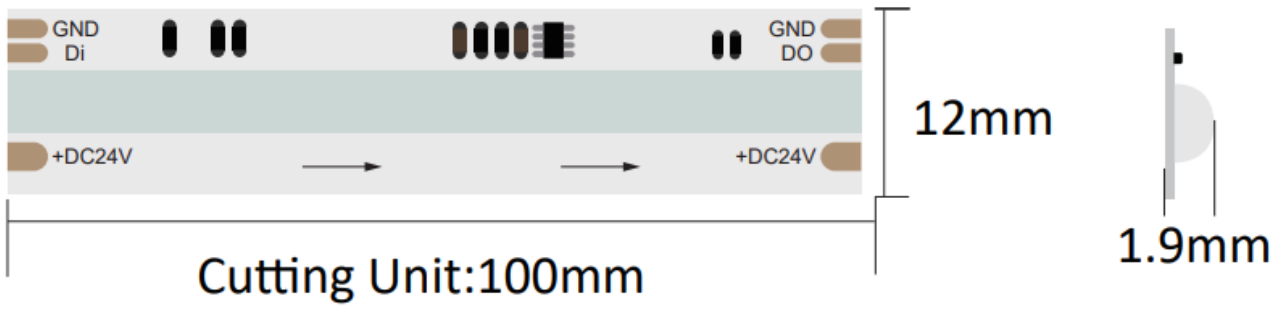 GND
Di
GND
DO
12mm
+DC24V
+DC24V
1.9mm
Cutting Unit:100mm